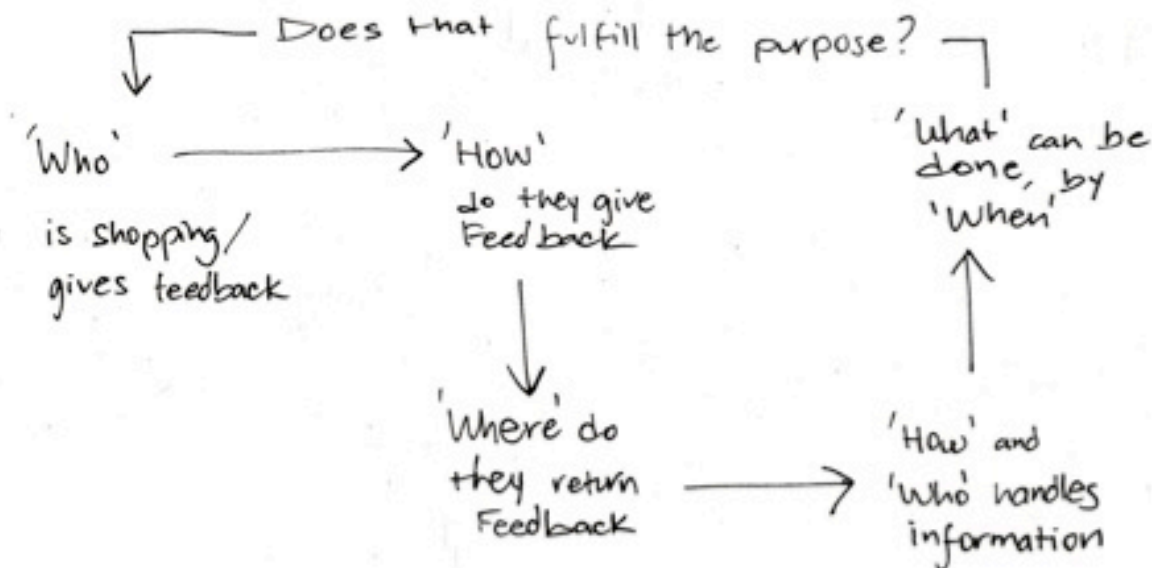 Does that fulfill the purpose?
'Who'
is shopping/
gives feedback
'How'
do they give
Feedback
'Where' do
they return
Feedback
'How' and
'Who' handles
information
'What' can be
done, by
'When'